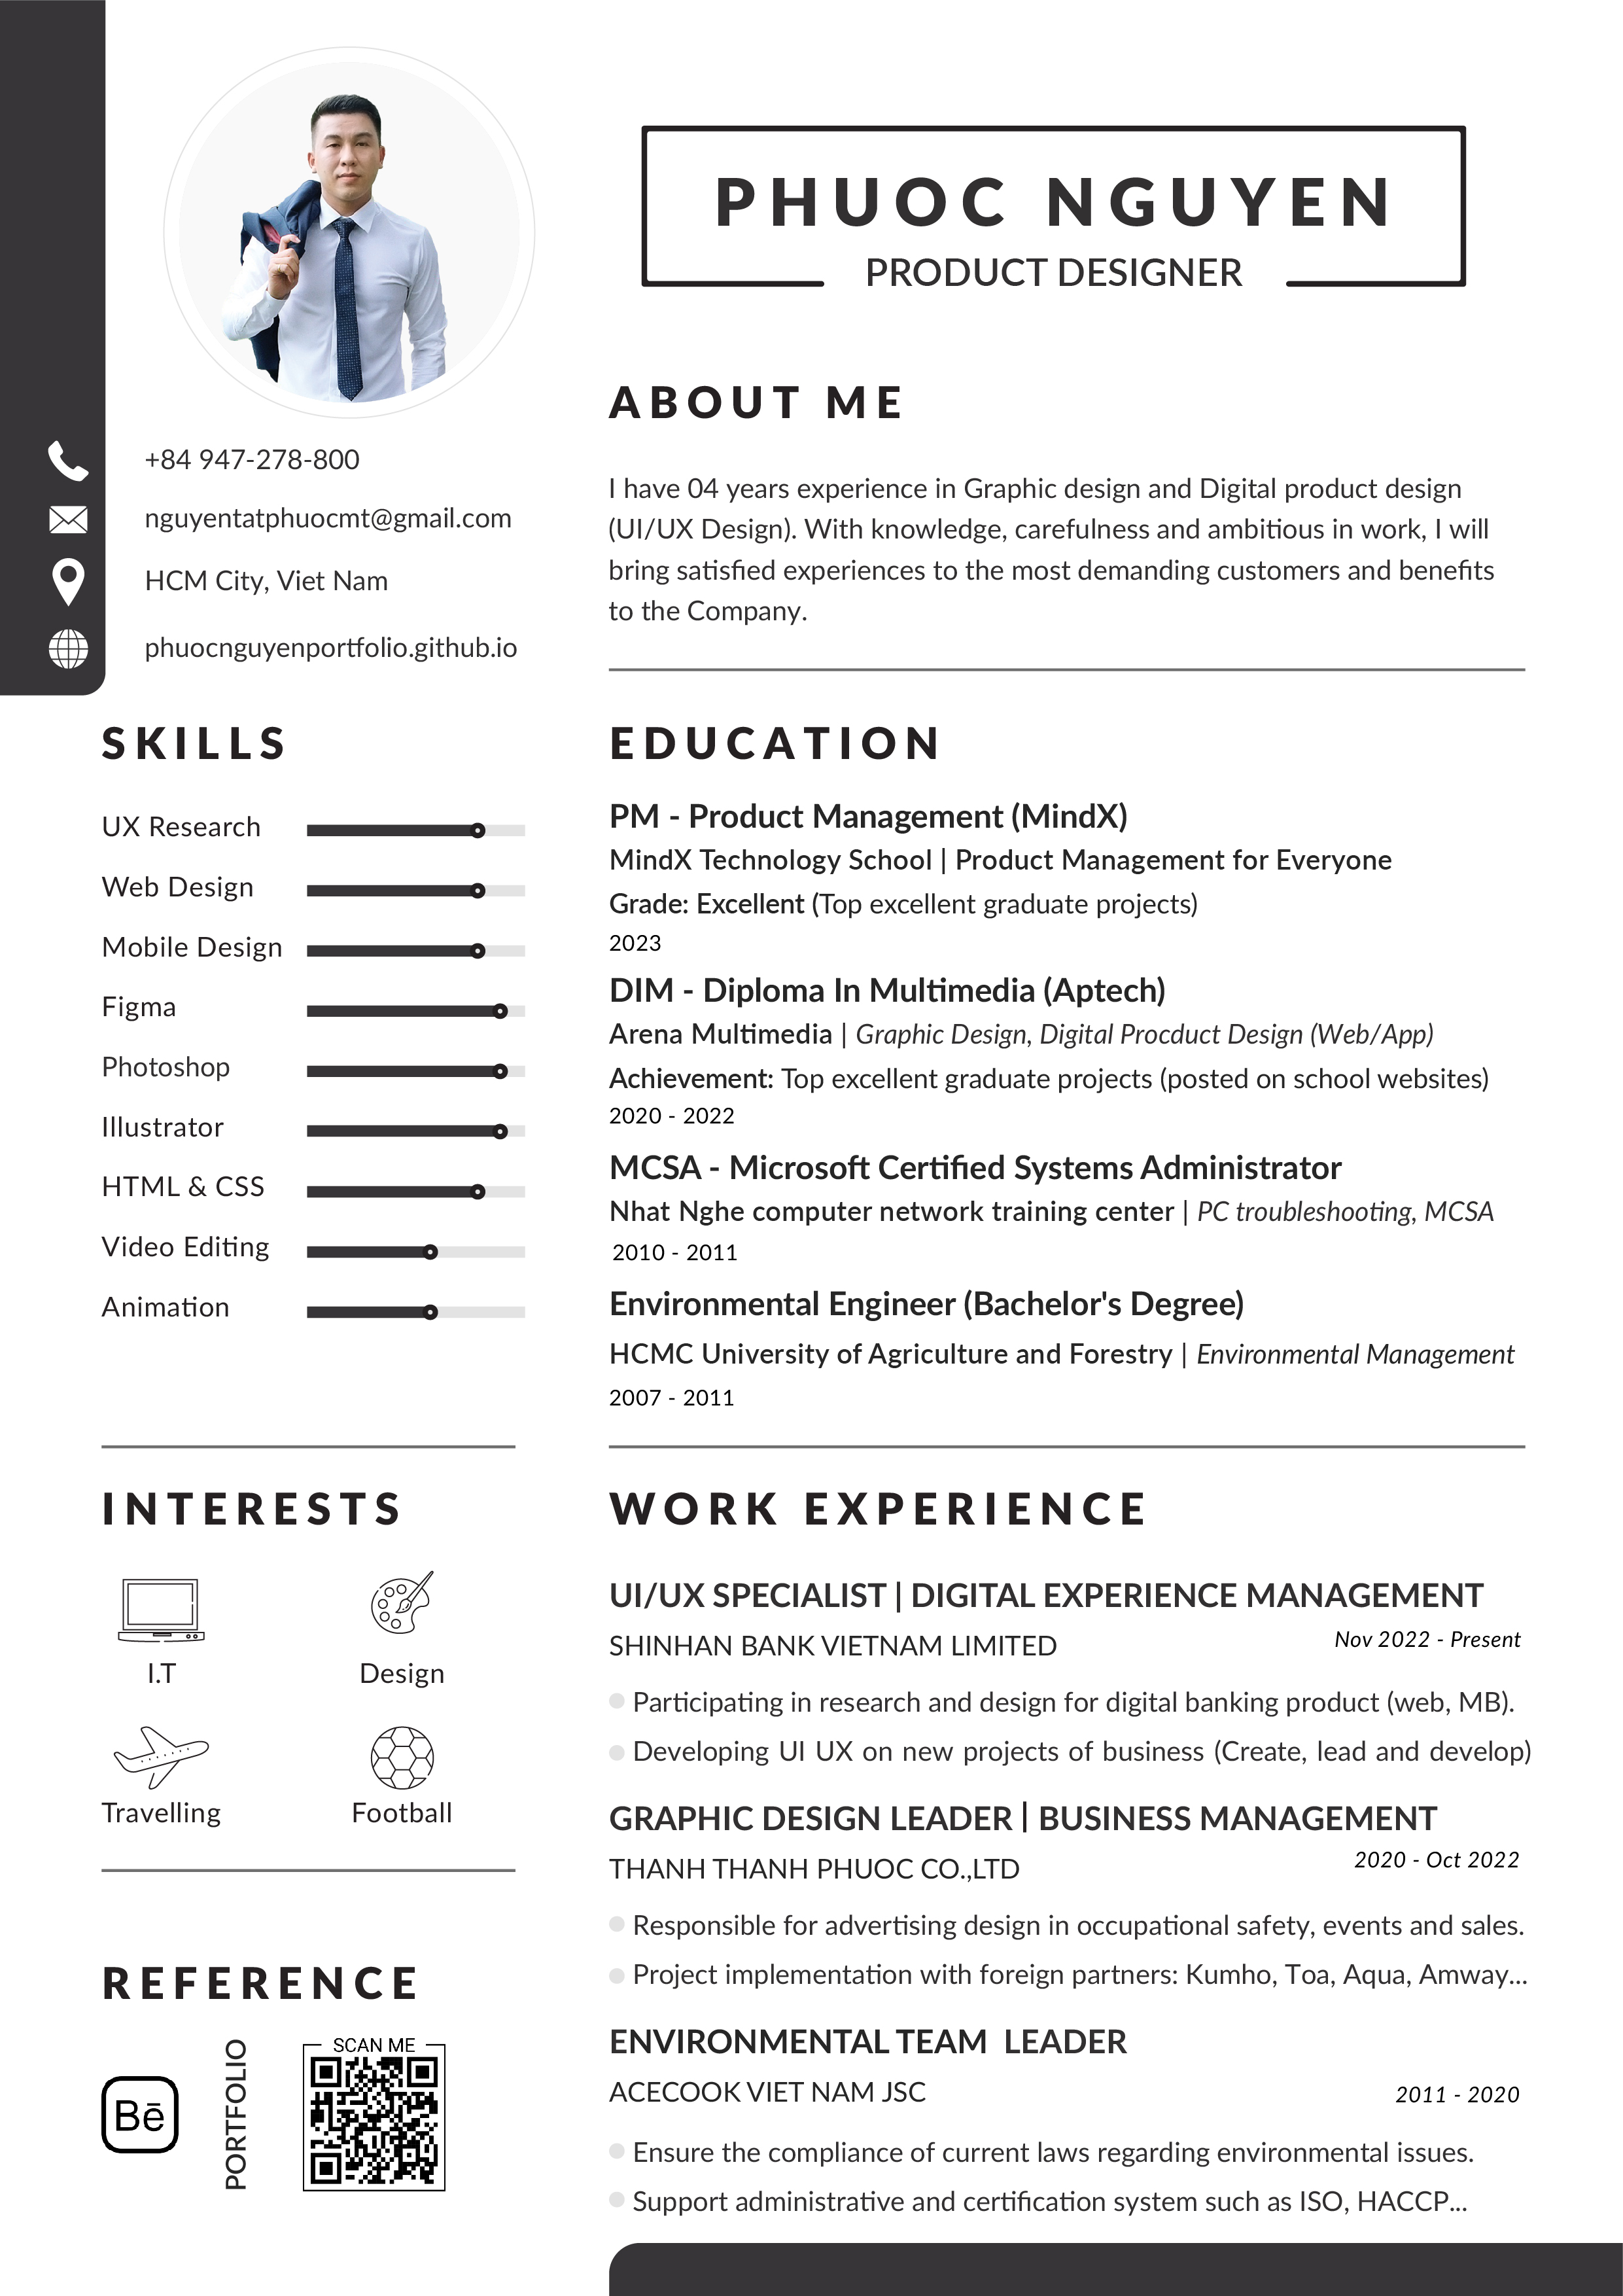 PHUOC NGUYEN
PRODUCT DESIGNER
+84 947-278-800
nguyentatphuocmt@gmail.com
HCM City, Viet Nam
phuocnguyenportfolio.github.io
ABOUT ME
I have 04 years experience in Graphic design and Digital product design
(UI/UX Design). With knowledge, carefulness and ambitious in work, I will
bring satisfied experiences to the most demanding customers and benefits
to the Company.
SKILLS
UX Research
Web Design
Mobile Design
Figma
Photoshop
Illustrator
HTML & CSS
Video Editing
Animation
EDUCATION
PM - Product Management (MindX)
MindX Technology School | Product Management for Everyone
Grade: Excellent (Top excellent graduate projects)
2023
DIM - Diploma In Multimedia (Aptech)
Arena Multimedia | Graphic Design, Digital Procduct Design (Web/App)
Achievement: Top excellent graduate projects (posted on school websites)
2020 - 2022
MCSA - Microsoft Certified Systems Administrator
Nhat Nghe computer network training center | PC troubleshooting, MCSA
2010 - 2011
Environmental Engineer (Bachelor's Degree)
HCMC University of Agriculture and Forestry | Environmental Management
2007 - 2011
INTERESTS
I.T
Design
Travelling
Football
REFERENCE
Bē
PORTFOLIO
SCAN ME
WORK EXPERIENCE
UI/UX SPECIALIST | DIGITAL EXPERIENCE MANAGEMENT
SHINHAN BANK VIETNAM LIMITED
Nov 2022 - Present
Participating in research and design for digital banking product (web, MB).
Developing UI UX on new projects of business (Create, lead and develop)
GRAPHIC DESIGN LEADER | BUSINESS MANAGEMENT
THANH THANH PHUOC CO.,LTD
2020 - Oct 2022
Responsible for advertising design in occupational safety, events and sales.
Project implementation with foreign partners: Kumho, Toa, Aqua, Amway...
ENVIRONMENTAL TEAM LEADER
ACECOOK VIET NAM JSC
2011 - 2020
Ensure the compliance of current laws regarding environmental issues.
Support administrative and certification system such as ISO, HACCP...